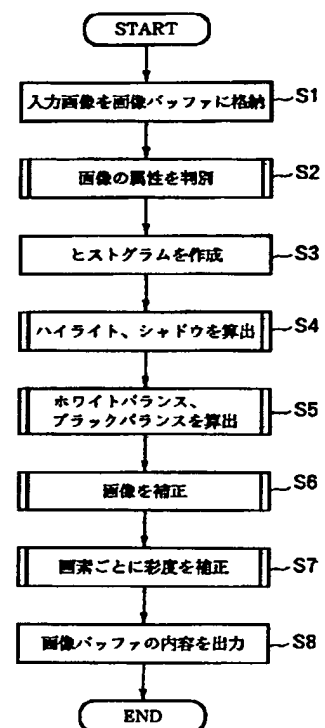 START
入力画像を画像バッファに格納
S1
画像の属性を判別
S2
ヒストグラムを作成
S3
ハイライト、シャドウを算出
S4
ホワイトバランス、
ブラックバランスを算出
S5
画像を補正
S6
画素ごとに彩度を補正
S7
画像バッファの内容を出力
S8
END